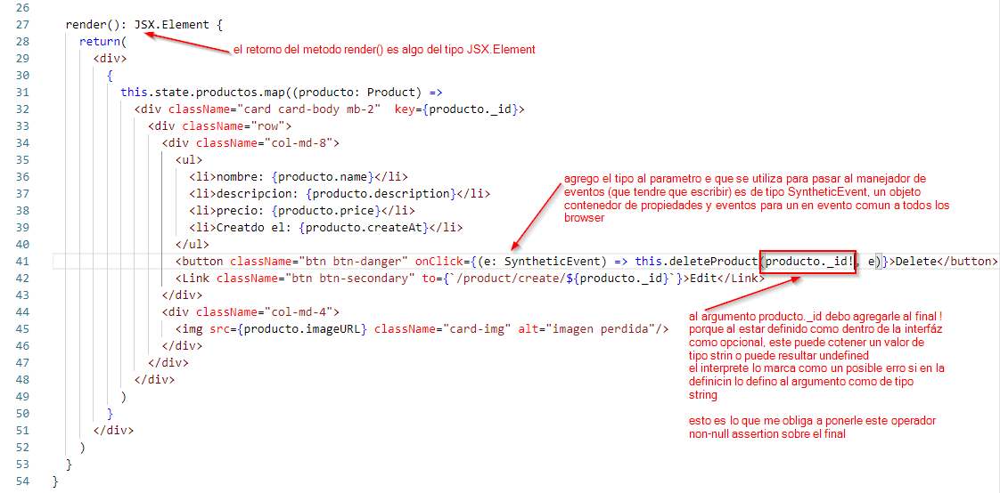 26
27 render(): JSX.Element {
28 return(
el retorno del metodo render() es algo del tipo JSX.Element
29 <div>
30 {
31 this.state.productos.map((producto: Product) =>
32 <div className="card card-body mb-2"  key={producto._id}>
33 <div className="row">
34 <div className="col-md-8">
35 <ul>
36 <li>nombre: {producto.name}</li>
37 <li>descripcion: {producto.description}</li>
38 <li>precio: {producto.price}</li>
39 <li>Creatdo el: {producto.createAt}</li>
agrego el tipo al parametro e que se utiliza para pasar al manejador de
eventos (que tendre que escribir) es de tipo SyntheticEvent, un objeto
contenedor de propiedades y eventos para un en evento comun a todos los
browser
40 </ul>
41 <button className="btn btn-danger" onClick={(e: SyntheticEvent) => this.deleteProduct(producto._id!, e)}>Delete</button>
42 <Link className="btn btn-secondary" to={`/product/create/${producto._id}`}>Edit</Link>
43 </div>
44 <div className="col-md-4">
45 <img src={producto.imageURL} className="card-img" alt="imagen perdida"/>
46 </div>
47 </div>
48 </div>
49 )
50 }
51 </div>
52 )
53 }
54 }
al argumento producto._id debo agregarle al final !
porque al estar definido como dentro de la interfáz
como opcional, este puede cotener un valor de
tipo strin o puede resultar undefined
el interprete lo marca como un posible erro si en la
definicin lo defino al argumento como de tipo
string
esto es lo que me obliga a ponerle este operador
non-null assertion sobre el final